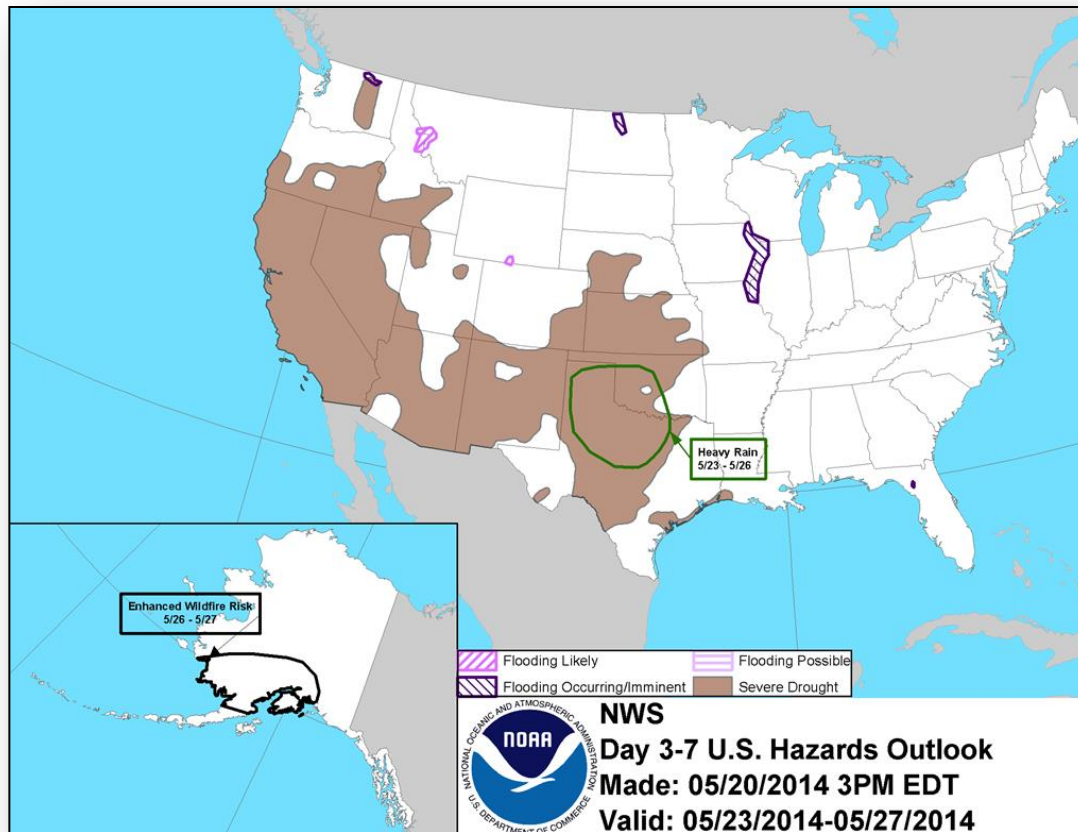 Heavy Rain
5/23 - 5/26
Enhanced Wildfire Risk
5/26 - 5/27
Flooding Likely
Flooding Possible
Flooding Occurring/Imminent
Severe Drought
NATIONAL OCEANIC AND ATMOSPHERIC ADMINISTRATION
NOAA
U.S. DEPARTMENT OF COMMERCE
NWS
Day 3-7 U.S. Hazards Outlook
Made: 05/20/2014 3PM EDT
Valid: 05/23/2014-05/27/2014